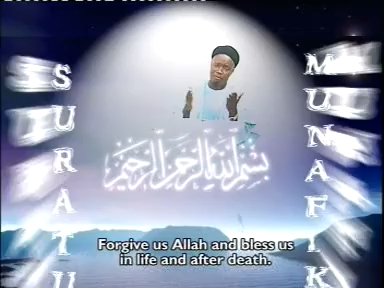 SURATU
MUNAFIK
بسم الله الرحمن الرحيم
Forgive us Allah and bless us
in life and after death.